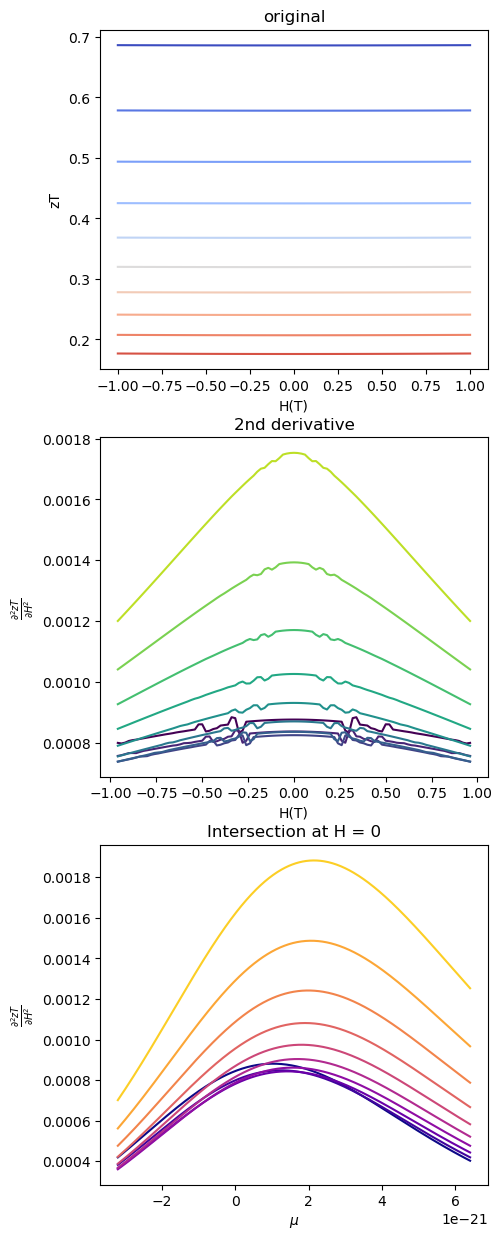 original
0.7
0.6
0.5
0.4
0.3
0.2
zT
−1.00 −0.75 −0.50 −0.25 0.00 0.25 0.50 0.75 1.00
H(T)
2nd derivative
0.0018
0.0016
0.0014
0.0012
0.0010
0.0008
∂²zT
∂H²
−1.00 −0.75 −0.50 −0.25 0.00 0.25 0.50 0.75 1.00
H(T)
Intersection at H = 0
0.0018
0.0016
0.0014
0.0012
0.0010
0.0008
0.0006
0.0004
∂²zT
∂H²
−2 0 2 4 6
1e−21
μ